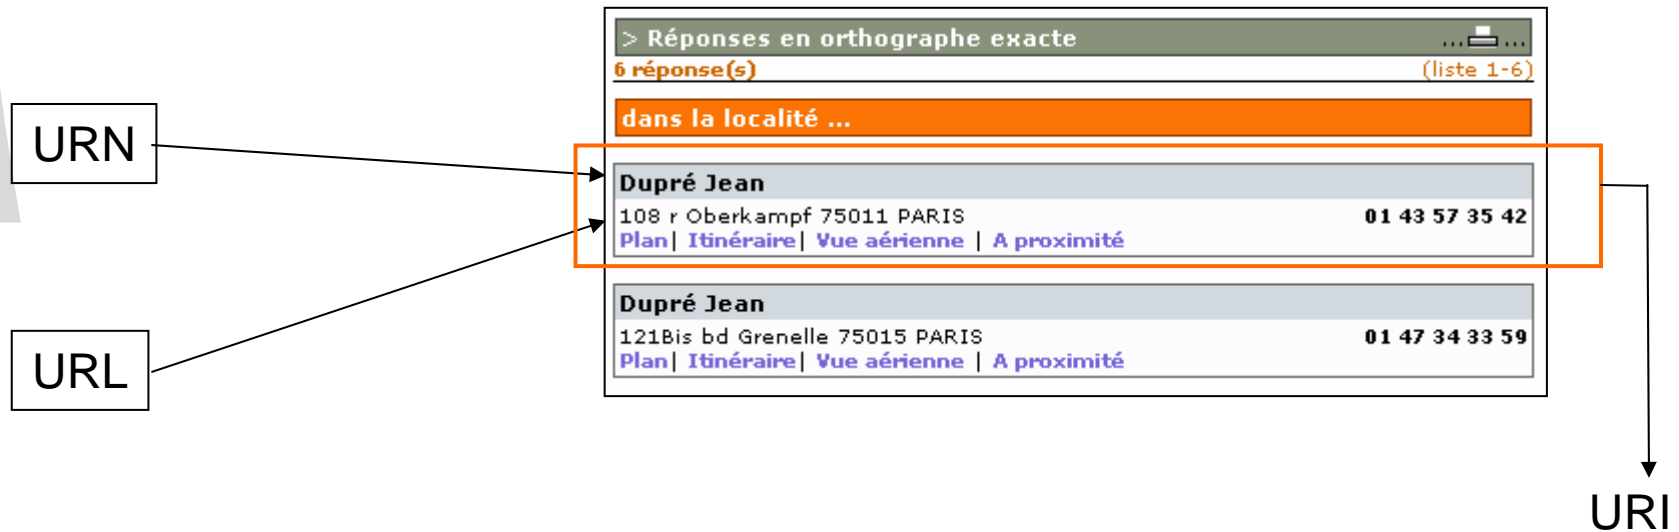 > Réponses en orthographe exacte ... ...
6 réponse(s) (liste 1-6)
dans la localité ...
URN
Dupré Jean
108 r Oberkampf 75011 PARIS 01 43 57 35 42
Plan| Itinéraire| Vue aérienne | A proximité
Dupré Jean
121Bis bd Grenelle 75015 PARIS 01 47 34 33 59
Plan| Itinéraire| Vue aérienne | A proximité
URL
URI